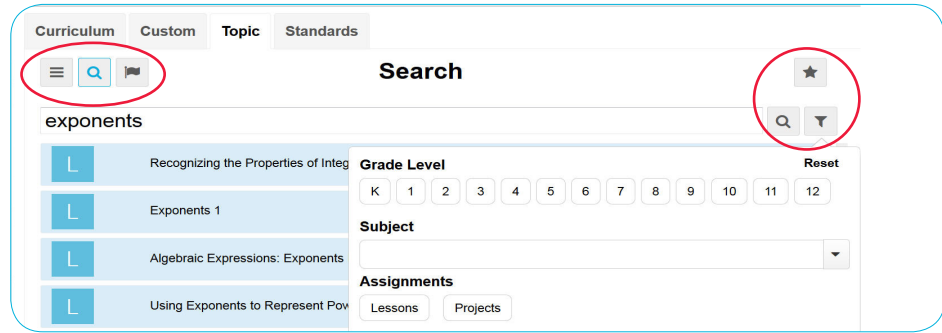 Curriculum Custom Topic Standards
Search
exponents
L Recognizing the Properties of Integ
L Exponents 1
L Algebraic Expressions: Exponents
L Using Exponents to Represent Pow
Grade Level Reset
K 1 2 3 4 5 6 7 8 9 10 11 12
Subject
Assignments
Lessons Projects